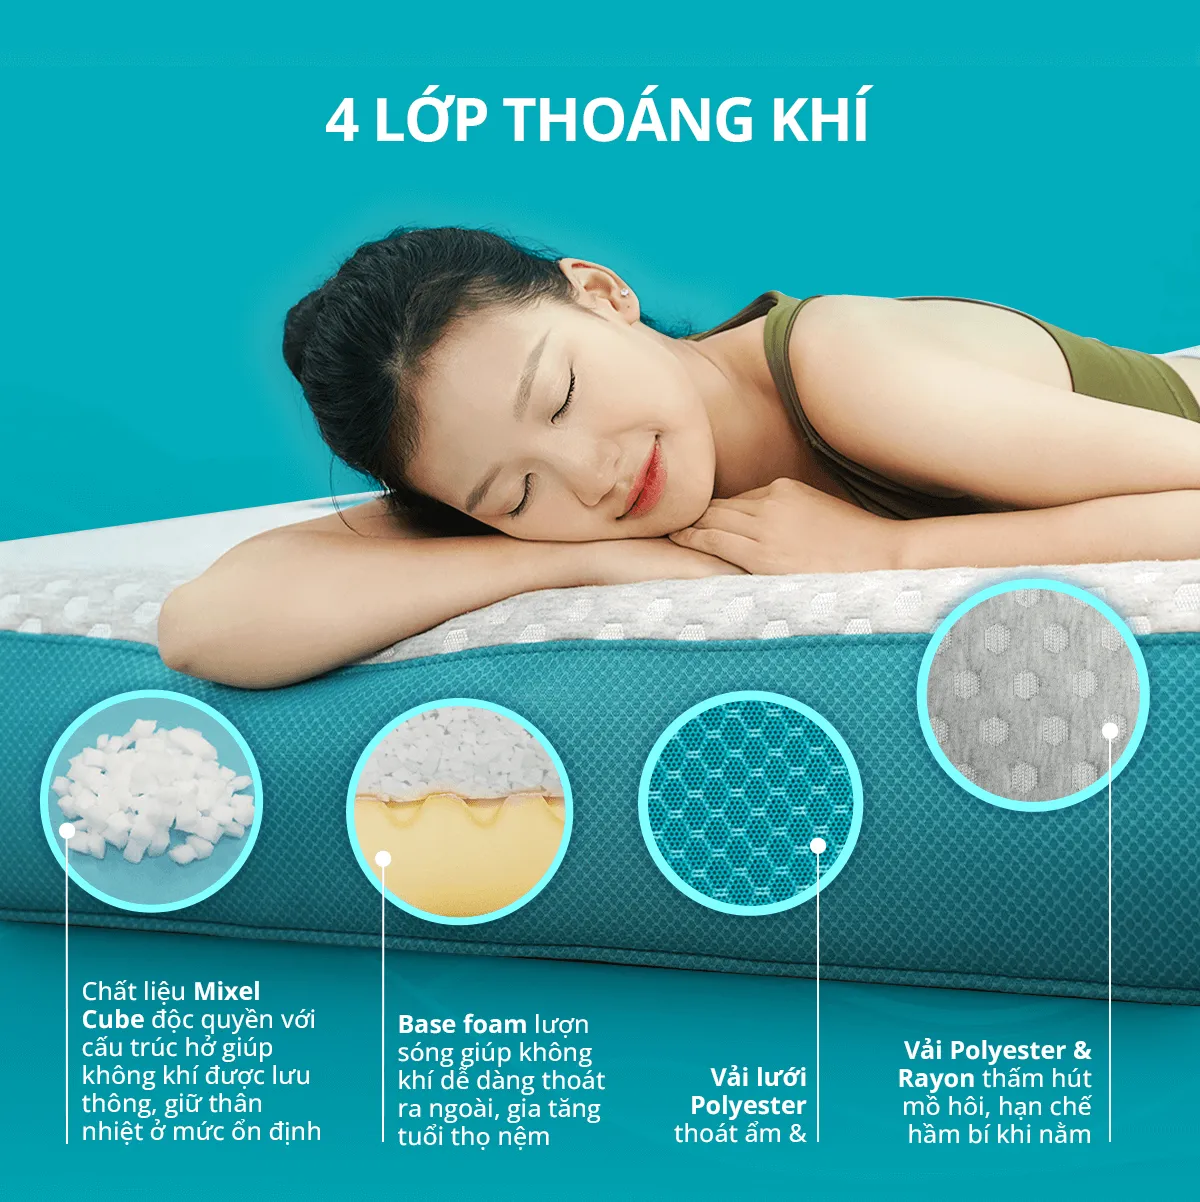 4 LỚP THOÁNG KHÍ
Chất liệu Mixel
Cube độc quyền với
cấu trúc hở giúp
không khí được lưu
thông, giữ thân
nhiệt ở mức ổn định
Base foam lượn
sóng giúp không
khí dễ dàng thoát
ra ngoài, gia tăng
tuổi thọ nệm
Vải lưới
Polyester
thoát ẩm &
Vải Polyester &
Rayon thấm hút
mồ hôi, hạn chế
hầm bí khi nằm